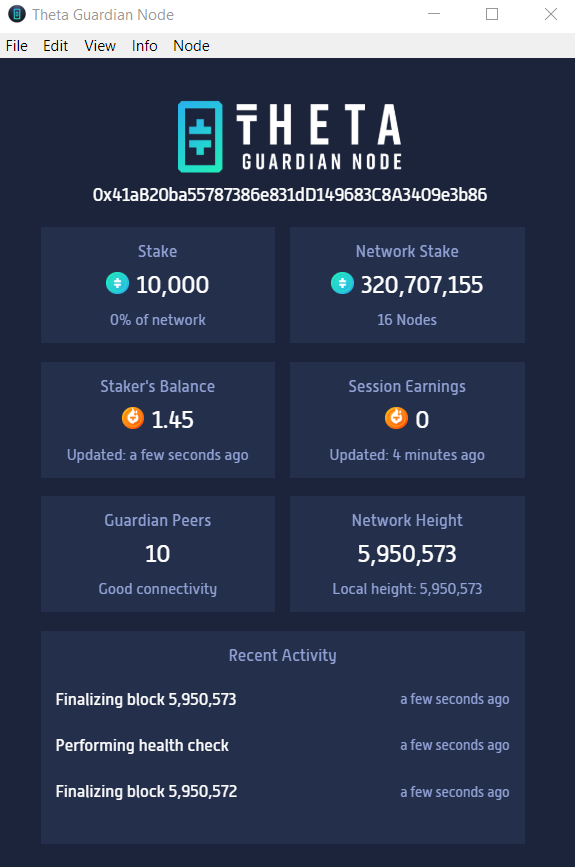 Theta Guardian Node
File Edit View Info Node
THETA
GUARDIAN NODE
0x41aB20ba55787386e831dD149683C8A3409e3b86
Stake
10,000
0% of network
Network Stake
320,707,155
16 Nodes
Staker's Balance
1.45
Updated: a few seconds ago
Session Earnings
0
Updated: 4 minutes ago
Guardian Peers
10
Good connectivity
Network Height
5,950,573
Local height: 5,950,573
Recent Activity
Finalizing block 5,950,573 a few seconds ago
Performing health check a few seconds ago
Finalizing block 5,950,572 a few seconds ago